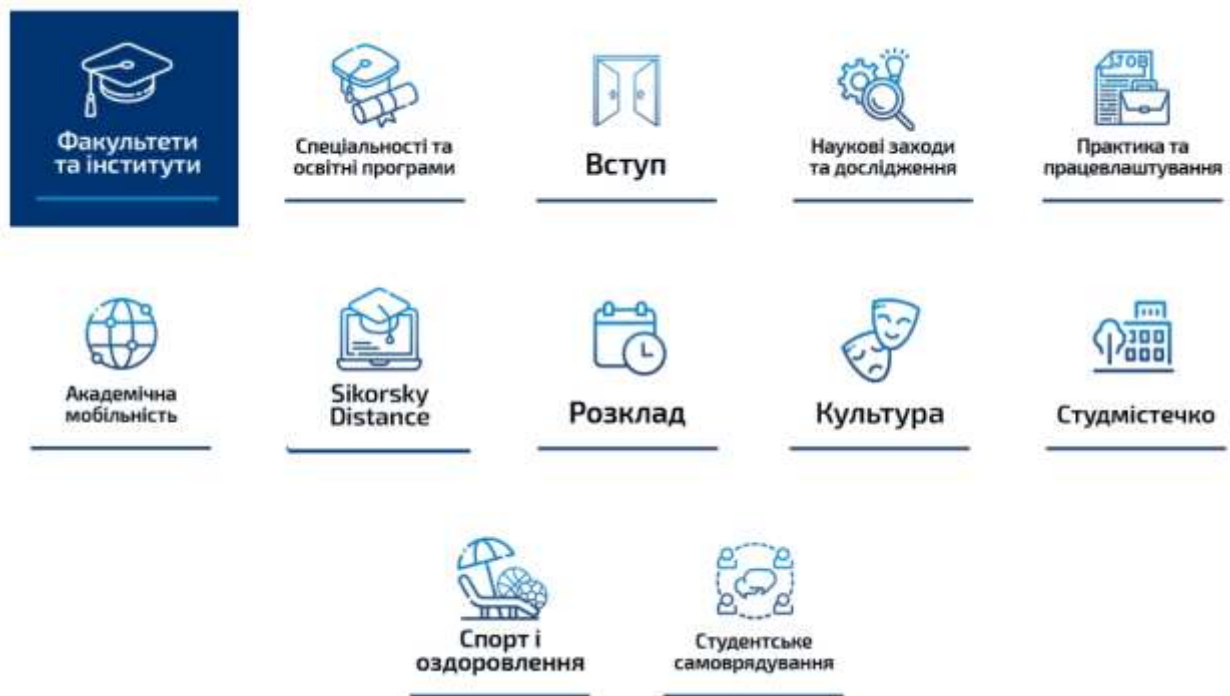 Факультети
та інститути
Спеціальності та
освітні програми
Вступ
Наукові заходи
та дослідження
JOB
Практика та
працевлаштування
Академічна
мобільність
Sikorsky
Distance
Розклад
Культура
Студмістечко
Спорт і
оздоровлення
Студентське
самоврядування